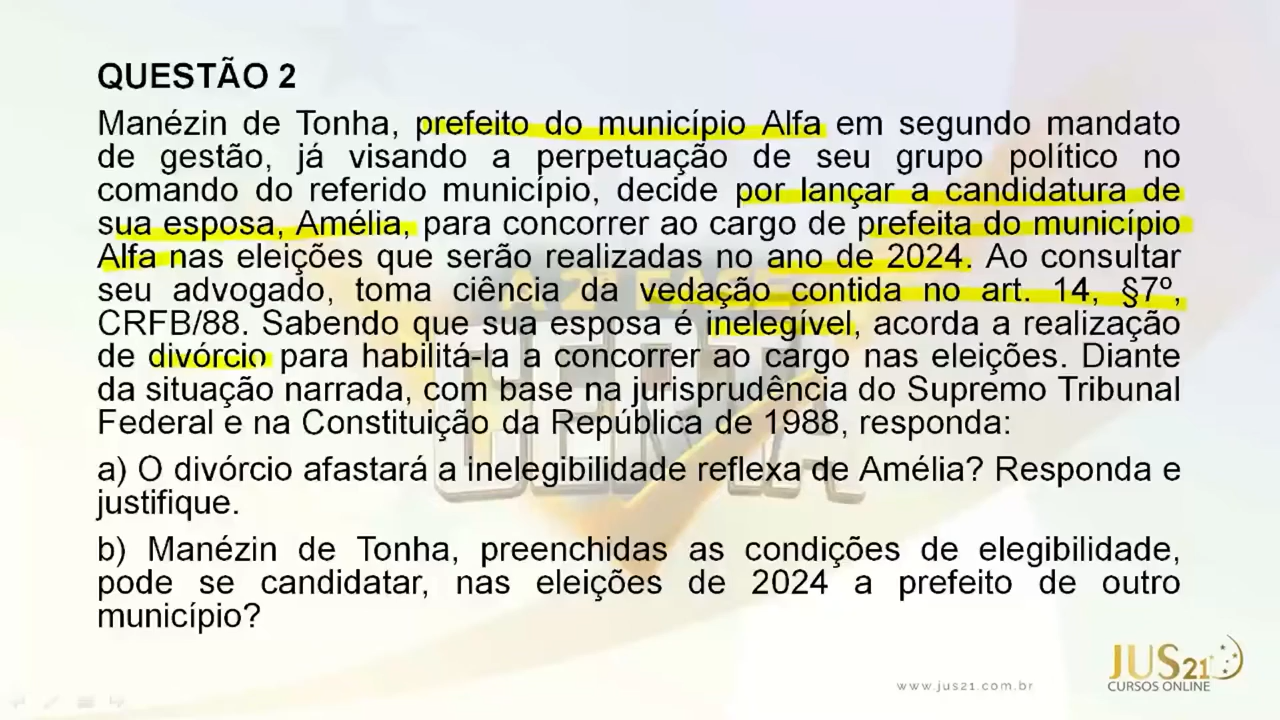 QUESTÃO 2
Manézin de Tonha, prefeito do município Alfa em segundo mandato
de gestão, já visando a perpetuação de seu grupo político no
comando do referido município, decide por lançar a candidatura de
sua esposa, Amélia, para concorrer ao cargo de prefeita do município
Alfa nas eleições que serão realizadas no ano de 2024. Ao consultar
seu advogado, toma ciência da vedação contida no art. 14, §7º,
CRFB/88. Sabendo que sua esposa é inelegível, acorda a realização
de divórcio para habilitá-la a concorrer ao cargo nas eleições. Diante
da situação narrada, com base na jurisprudência do Supremo Tribunal
Federal e na Constituição da República de 1988, responda:
a) O divórcio afastará a inelegibilidade reflexa de Amélia? Responda e
justifique.
b) Manézin de Tonha, preenchidas as condições de elegibilidade,
pode se candidatar, nas eleições de 2024 a prefeito de outro
município?
JUS21
CURSOS ONLINE
www.jus21.com.br
A 2ª FASE